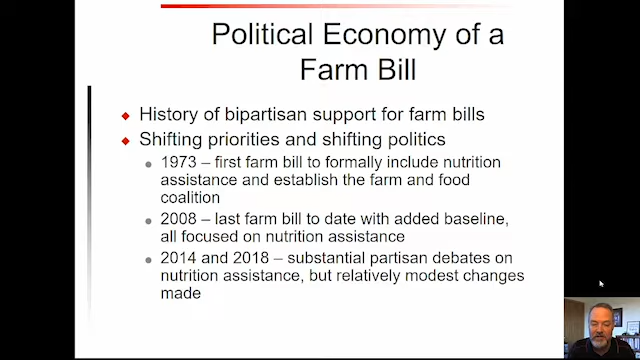 Political Economy of a
Farm Bill
History of bipartisan support for farm bills
Shifting priorities and shifting politics
1973 – first farm bill to formally include nutrition
assistance and establish the farm and food
coalition
2008 – last farm bill to date with added baseline,
all focused on nutrition assistance
2014 and 2018 – substantial partisan debates on
nutrition assistance, but relatively modest changes
made